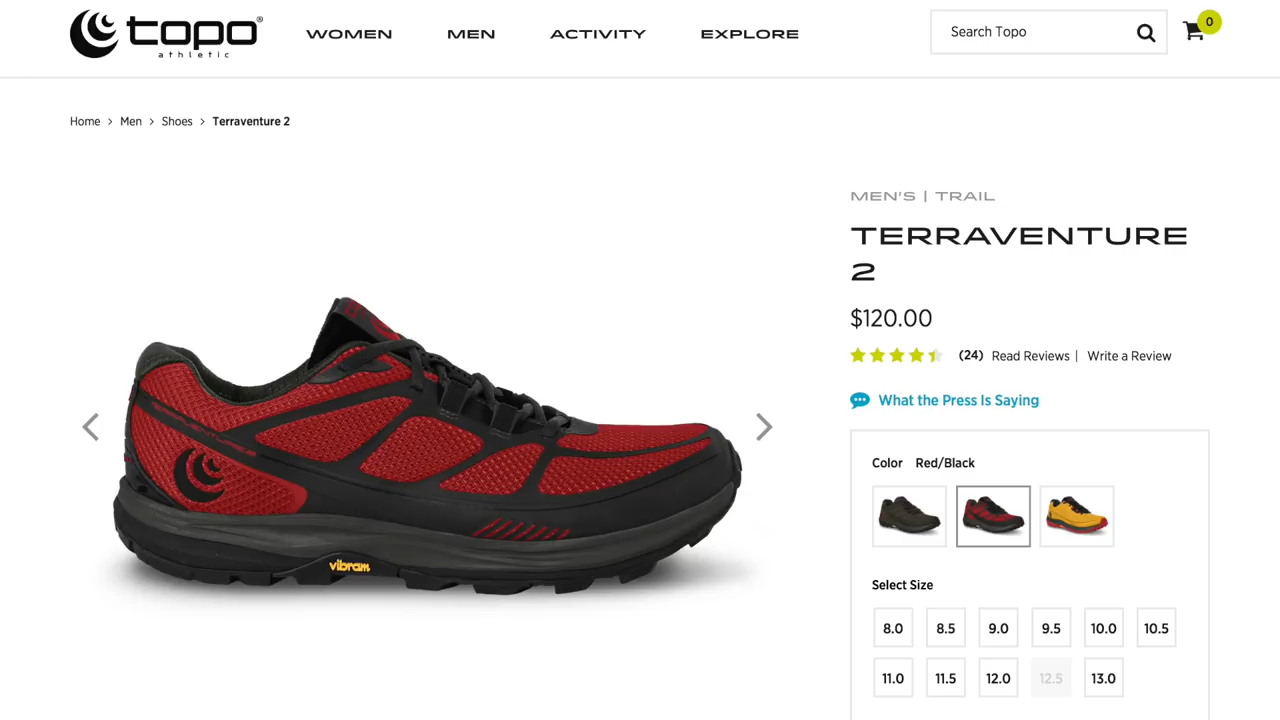 topo®
athletic
WOMEN
MEN
ACTIVITY
EXPLORE
Search Topo
0
Home > Men > Shoes > Terraventure 2
MEN'S | TRAIL
TERRAVENTURE
2
$120.00
(24) Read Reviews | Write a Review
What the Press Is Saying
Color Red/Black
Select Size
8.0 8.5 9.0 9.5 10.0 10.5
11.0 11.5 12.0 12.5 13.0
TERRAVENTURE 2
vibram